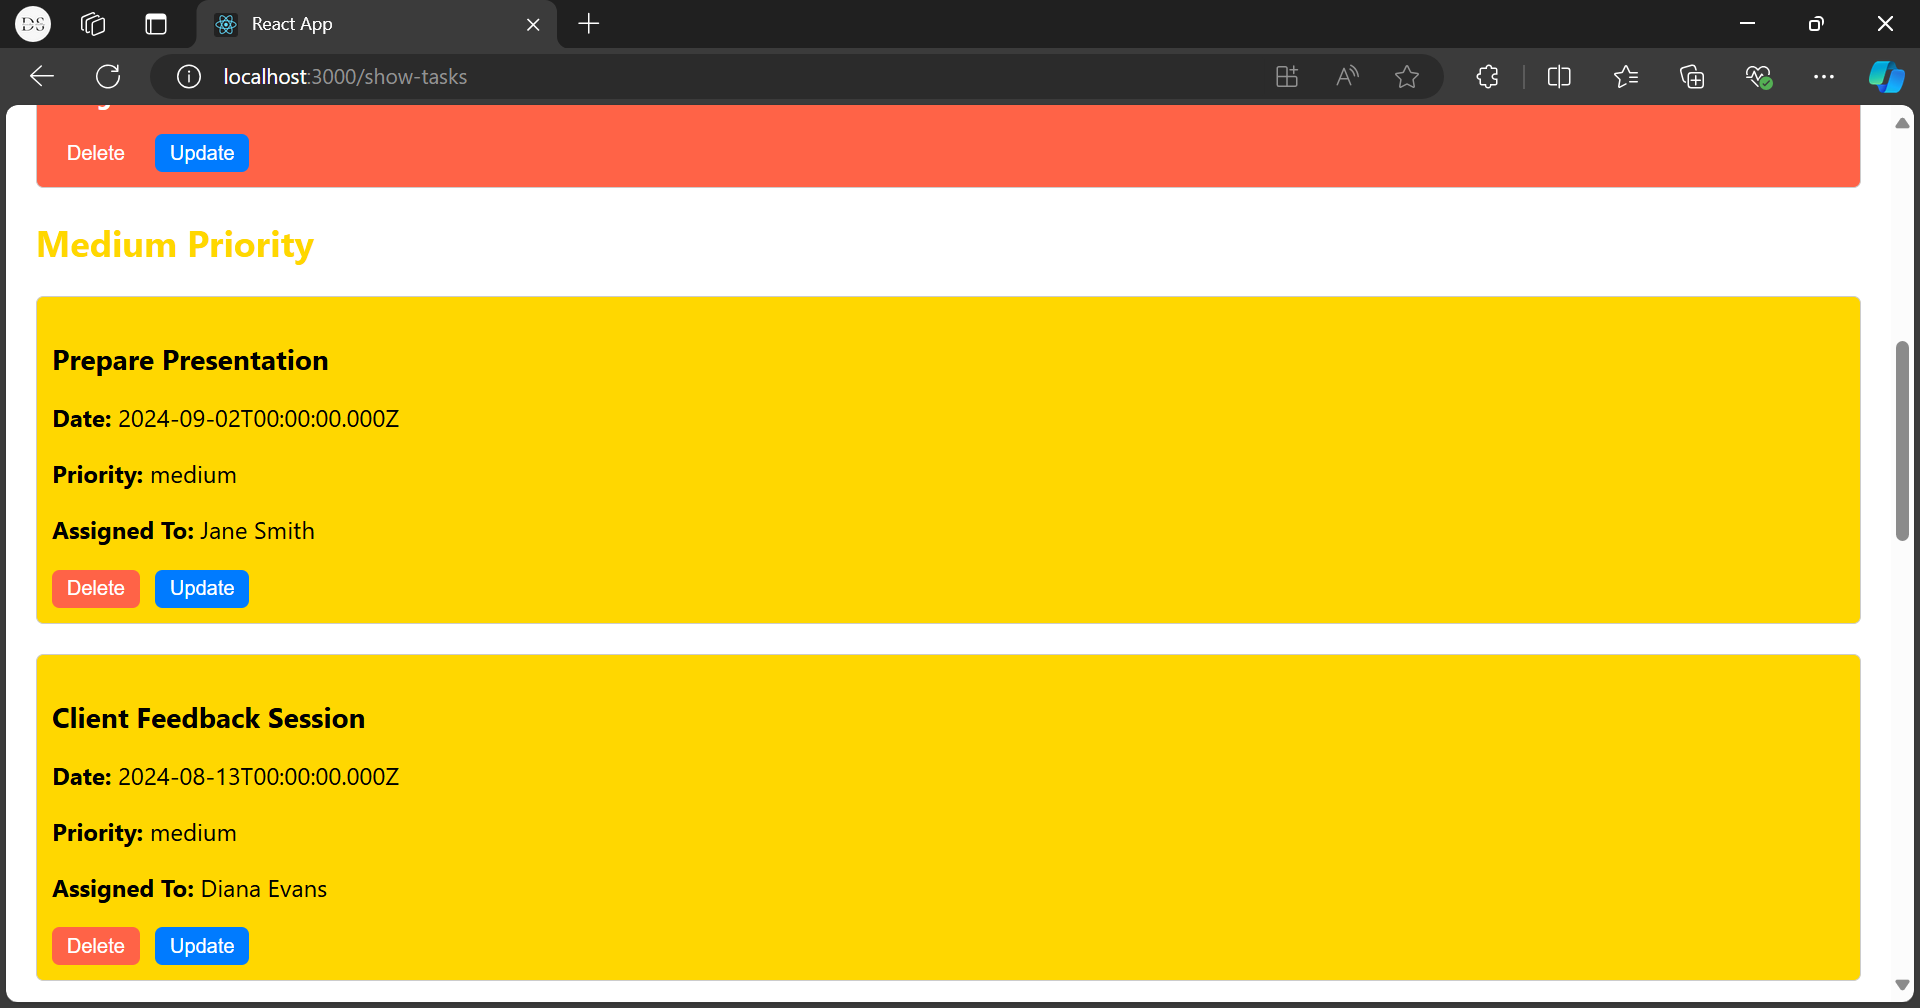 DS
React App
localhost:3000/show-tasks
Delete Update
Medium Priority
Prepare Presentation
Date: 2024-09-02T00:00:00.000Z
Priority: medium
Assigned To: Jane Smith
Delete Update
Client Feedback Session
Date: 2024-08-13T00:00:00.000Z
Priority: medium
Assigned To: Diana Evans
Delete Update